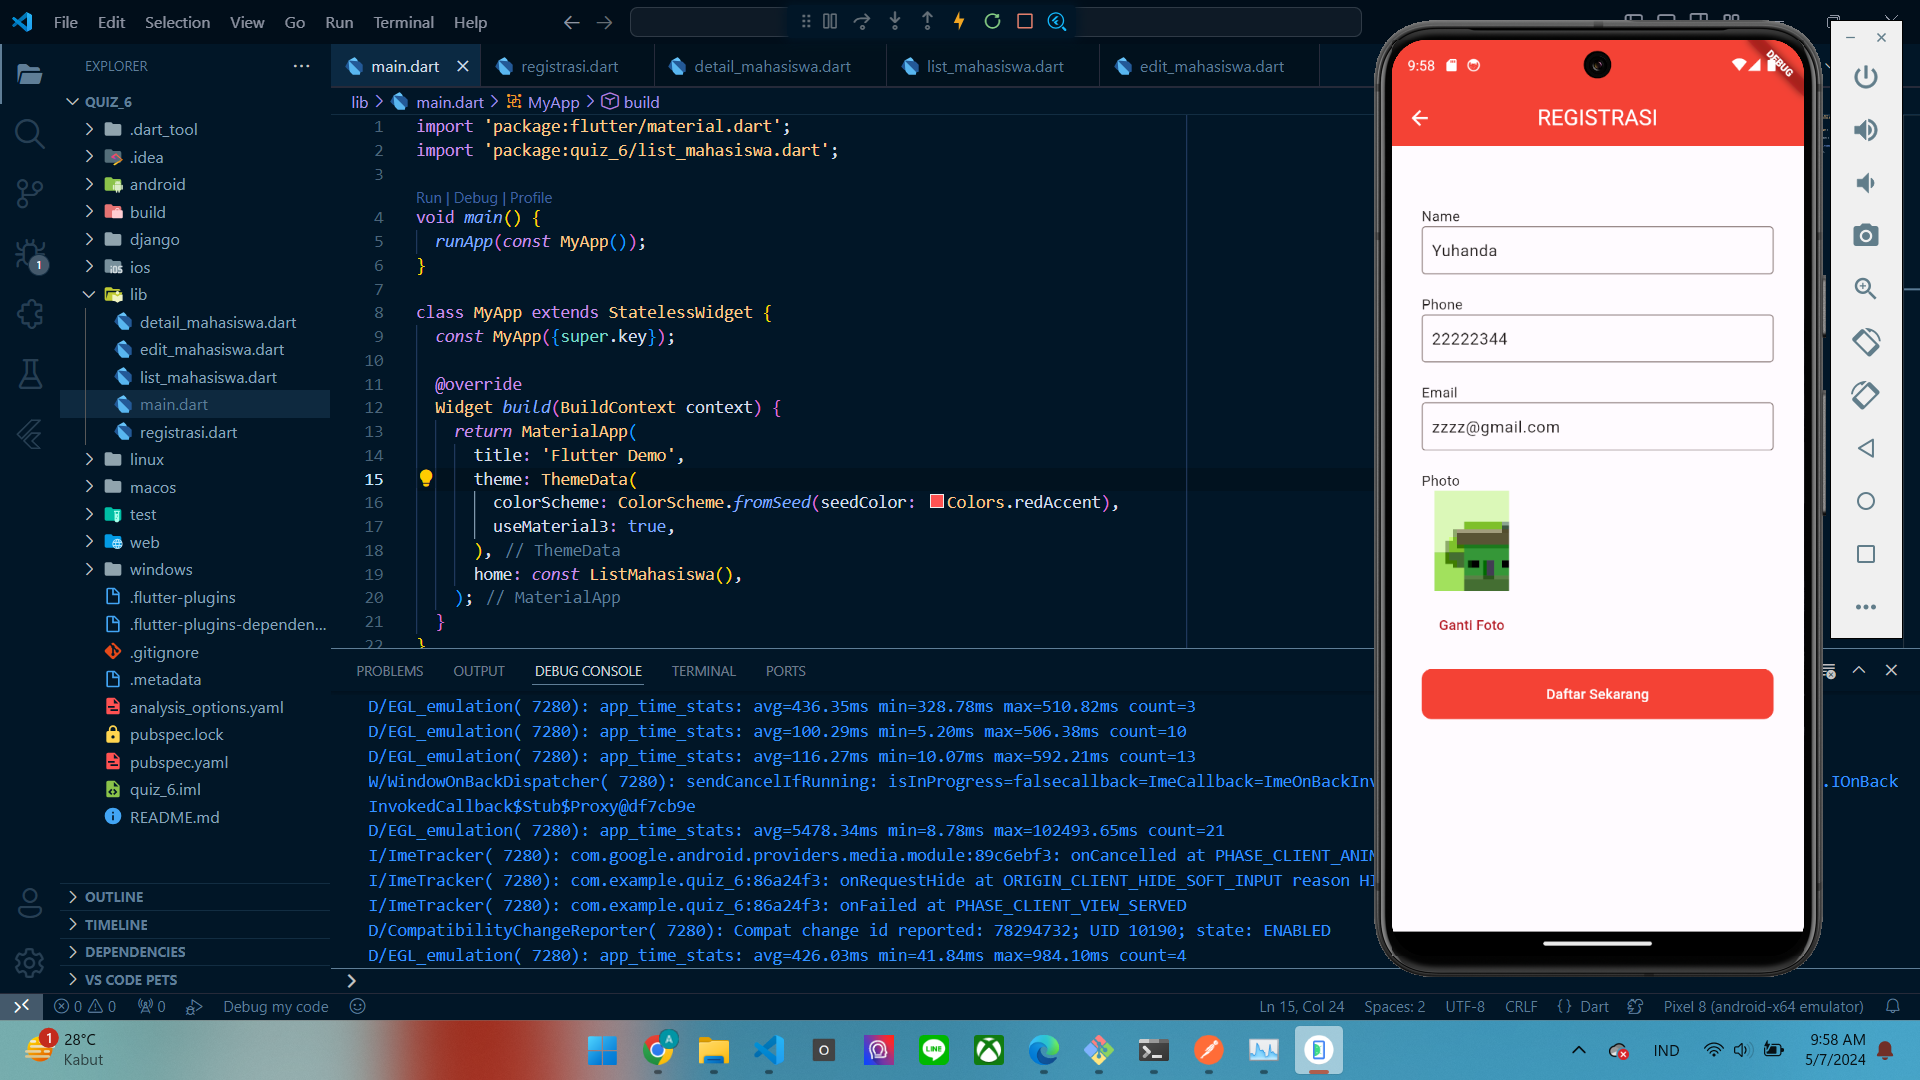 File Edit Selection View Go Run Terminal Help
EXPLORER
QUIZ_6
.dart_tool
.idea
android
build
django
ios
lib
detail_mahasiswa.dart
edit_mahasiswa.dart
list_mahasiswa.dart
main.dart
registrasi.dart
linux
macos
test
web
windows
.flutter-plugins
.flutter-plugins-dependen...
.gitignore
.metadata
analysis_options.yaml
pubspec.lock
pubspec.yaml
quiz_6.iml
README.md
OUTLINE
TIMELINE
DEPENDENCIES
VS CODE PETS
1
main.dart registrasi.dart detail_mahasiswa.dart list_mahasiswa.dart edit_mahasiswa.dart
lib > main.dart > MyApp > build
1 import 'package:flutter/material.dart';
2 import 'package:quiz_6/list_mahasiswa.dart';
3
Run | Debug | Profile
4 void main() {
5 runApp(const MyApp());
6 }
7
8 class MyApp extends StatelessWidget {
9 const MyApp({super.key});
10
11 @override
12 Widget build(BuildContext context) {
13 return MaterialApp(
14 title: 'Flutter Demo',
15 theme: ThemeData(
16 colorScheme: ColorScheme.fromSeed(seedColor: Colors.redAccent),
17 useMaterial3: true,
18 ), // ThemeData
19 home: const ListMahasiswa(),
20 ); // MaterialApp
21 }
22 }
PROBLEMS OUTPUT DEBUG CONSOLE TERMINAL PORTS
D/EGL_emulation( 7280): app_time_stats: avg=436.35ms min=328.78ms max=510.82ms count=3
D/EGL_emulation( 7280): app_time_stats: avg=100.29ms min=5.20ms max=506.38ms count=10
D/EGL_emulation( 7280): app_time_stats: avg=116.27ms min=10.07ms max=592.21ms count=13
W/WindowOnBackDispatcher( 7280): sendCancelIfRunning: isInProgress=falsecallback=ImeCallback=ImeOnBackInv .IOnBack
InvokedCallback$Stub$Proxy@df7cb9e
D/EGL_emulation( 7280): app_time_stats: avg=5478.34ms min=8.78ms max=102493.65ms count=21
I/ImeTracker( 7280): com.google.android.providers.media.module:89c6ebf3: onCancelled at PHASE_CLIENT_ANIM
I/ImeTracker( 7280): com.example.quiz_6:86a24f3: onRequestHide at ORIGIN_CLIENT_HIDE_SOFT_INPUT reason HI
I/ImeTracker( 7280): com.example.quiz_6:86a24f3: onFailed at PHASE_CLIENT_VIEW_SERVED
D/CompatibilityChangeReporter( 7280): Compat change id reported: 78294732; UID 10190; state: ENABLED
D/EGL_emulation( 7280): app_time_stats: avg=426.03ms min=41.84ms max=984.10ms count=4
9:58
DEBUG
REGISTRASI
Name
Yuhanda
Phone
22222344
Email
zzzz@gmail.com
Photo
Ganti Foto
Daftar Sekarang
0 0 0 Debug my code
Ln 15, Col 24 Spaces: 2 UTF-8 CRLF {} Dart Pixel 8 (android-x64 emulator)
1
28°C
Kabut
A
LINE
IND
9:58 AM
5/7/2024